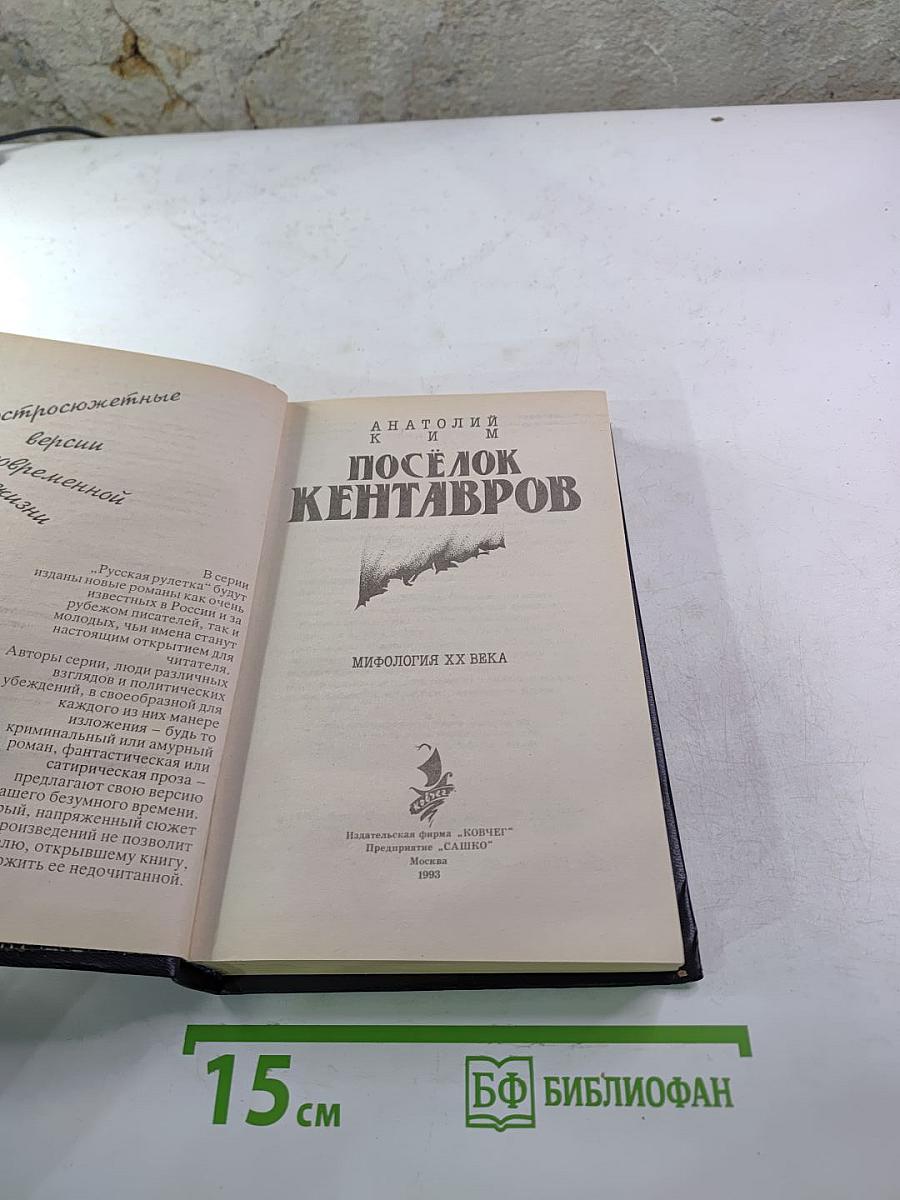 стросюжетные
версии
овременной
жизни
В серии
„Русская рулетка" будут
изданы новые романы как очень
известных в России и за
рубежом писателей, так и
молодых, чьи имена станут
настоящим открытием для
читателя.
Авторы серии, люди различных
взглядов и политических
убеждений, в своеобразной для
каждого из них манере
изложения – будь то
криминальный или амурный
роман, фантастическая или
сатирическая проза –
предлагают свою версию
ашего безумного времени.
рый, напряженный сюжет
роизведений не позволит
лю, открывшему книгу,
ожить ее недочитанной.
АНАТОЛИЙ
КИМ
ПОСЁЛОК
КЕНТАВРОВ
МИФОЛОГИЯ XX ВЕКА
ковчег
Издательская фирма „КОВЧЕГ"
Предприятие „САШКО"
Москва
1993
15 см
БФ БИБЛИОФАН